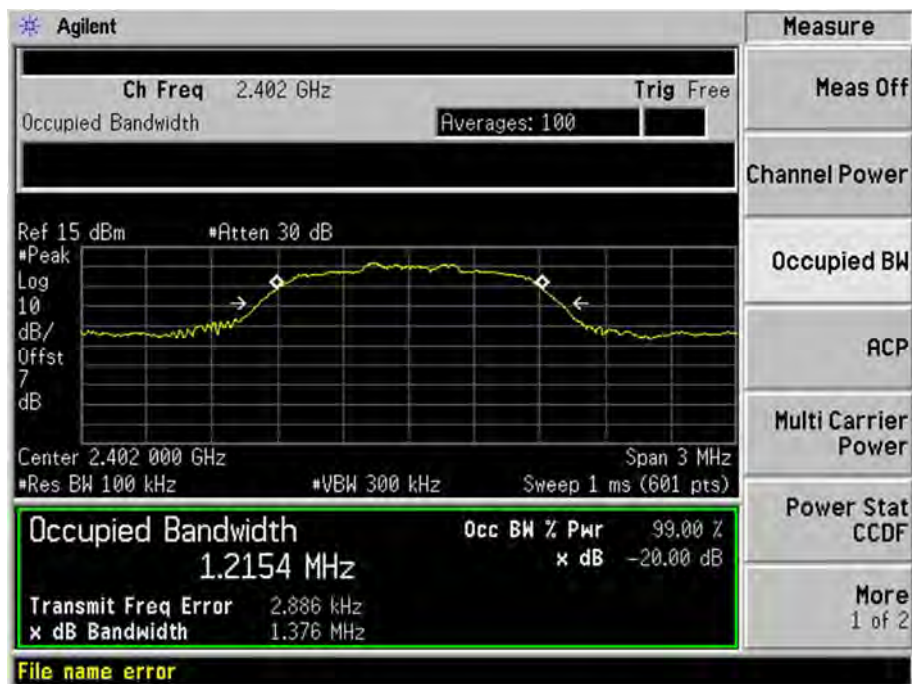 Agilent
Measure
Ch Freq 2.402 GHz
Trig Free
Occupied Bandwidth
Averages: 100
Meas Off
Channel Power
Occupied BW
ACP
Multi Carrier
Power
Power Stat
CCDF
More
1 of 2
Ref 15 dBm
#Atten 30 dB
#Peak
Log
10
dB/
Offst
7
dB
Center 2.402 000 GHz
Span 3 MHz
#Res BW 100 kHz
#VBW 300 kHz
Sweep 1 ms (601 pts)
Occupied Bandwidth
1.2154 MHz
Occ BW % Pwr 99.00 %
x dB -20.00 dB
Transmit Freq Error 2.886 kHz
x dB Bandwidth 1.376 MHz
File name error